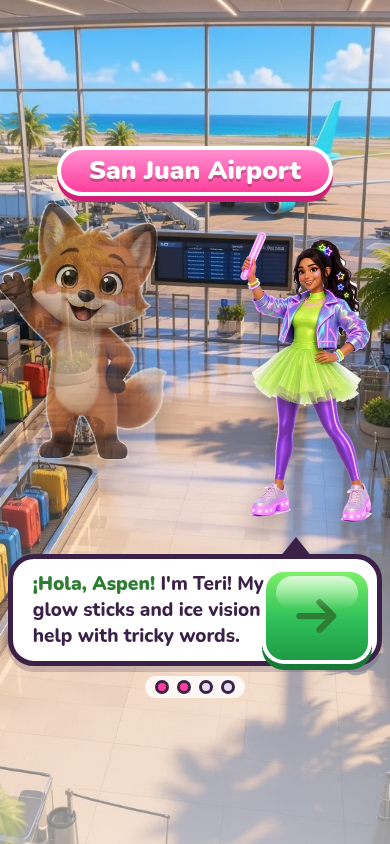 San Juan Airport
¡Hola, Aspen! I'm Teri! My
glow sticks and ice vision
help with tricky words.